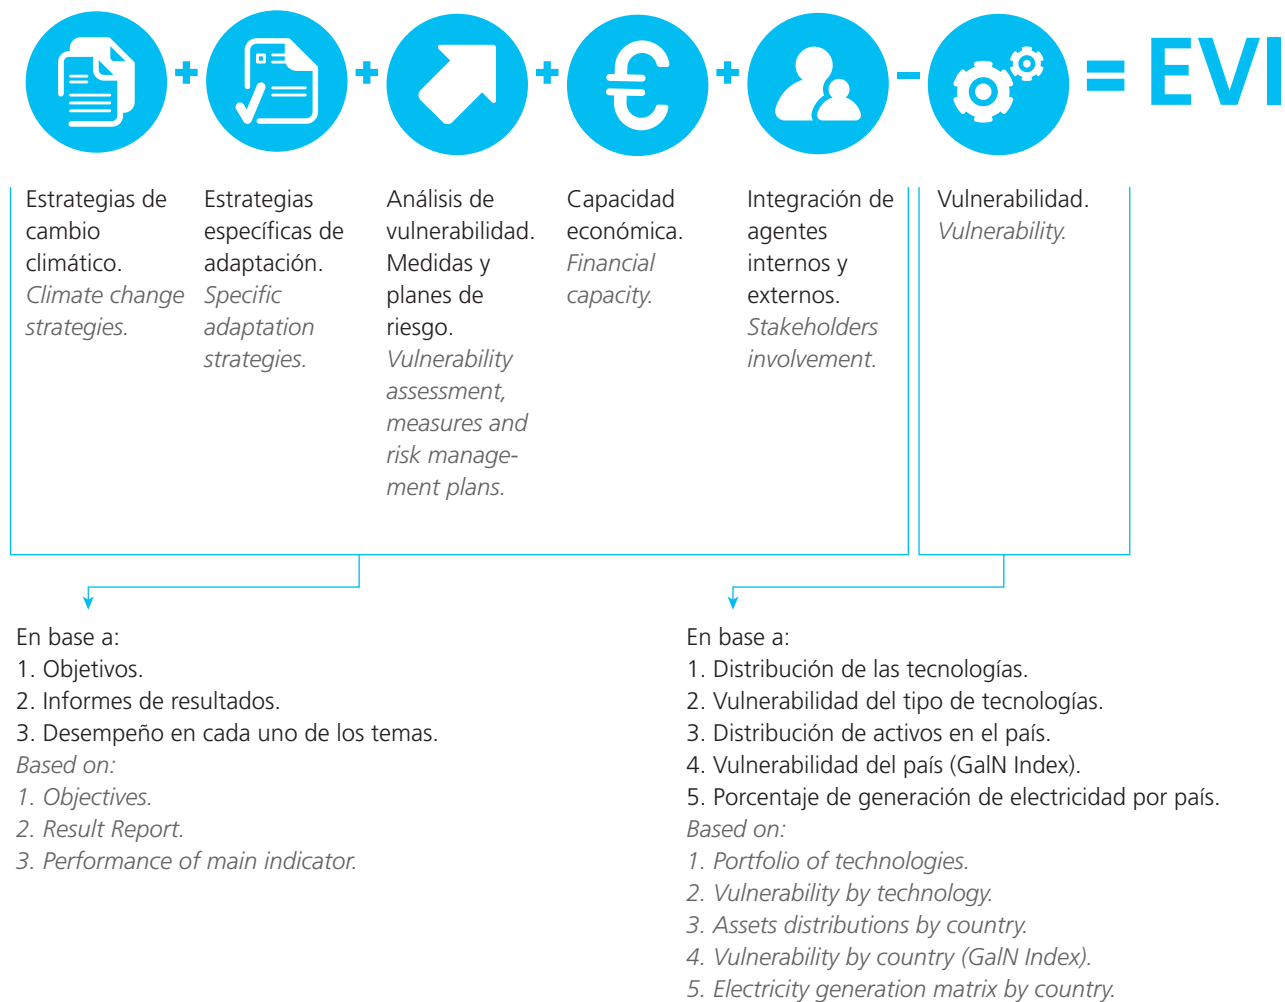 + + + + - = EVI
Estrategias de
cambio
climático.
Climate change
strategies.
Estrategias
específicas de
adaptación.
Specific
adaptation
strategies.
Análisis de
vulnerabilidad.
Medidas y
planes de
riesgo.
Vulnerability
assessment,
measures and
risk manage-
ment plans.
Capacidad
económica.
Financial
capacity.
Integración de
agentes
internos y
externos.
Stakeholders
involvement.
Vulnerabilidad.
Vulnerability.
En base a:
1. Objetivos.
2. Informes de resultados.
3. Desempeño en cada uno de los temas.
Based on:
1. Objectives.
2. Result Report.
3. Performance of main indicator.
En base a:
1. Distribución de las tecnologías.
2. Vulnerabilidad del tipo de tecnologías.
3. Distribución de activos en el país.
4. Vulnerabilidad del país (GalN Index).
5. Porcentaje de generación de electricidad por país.
Based on:
1. Portfolio of technologies.
2. Vulnerability by technology.
3. Assets distributions by country.
4. Vulnerability by country (GalN Index).
5. Electricity generation matrix by country.